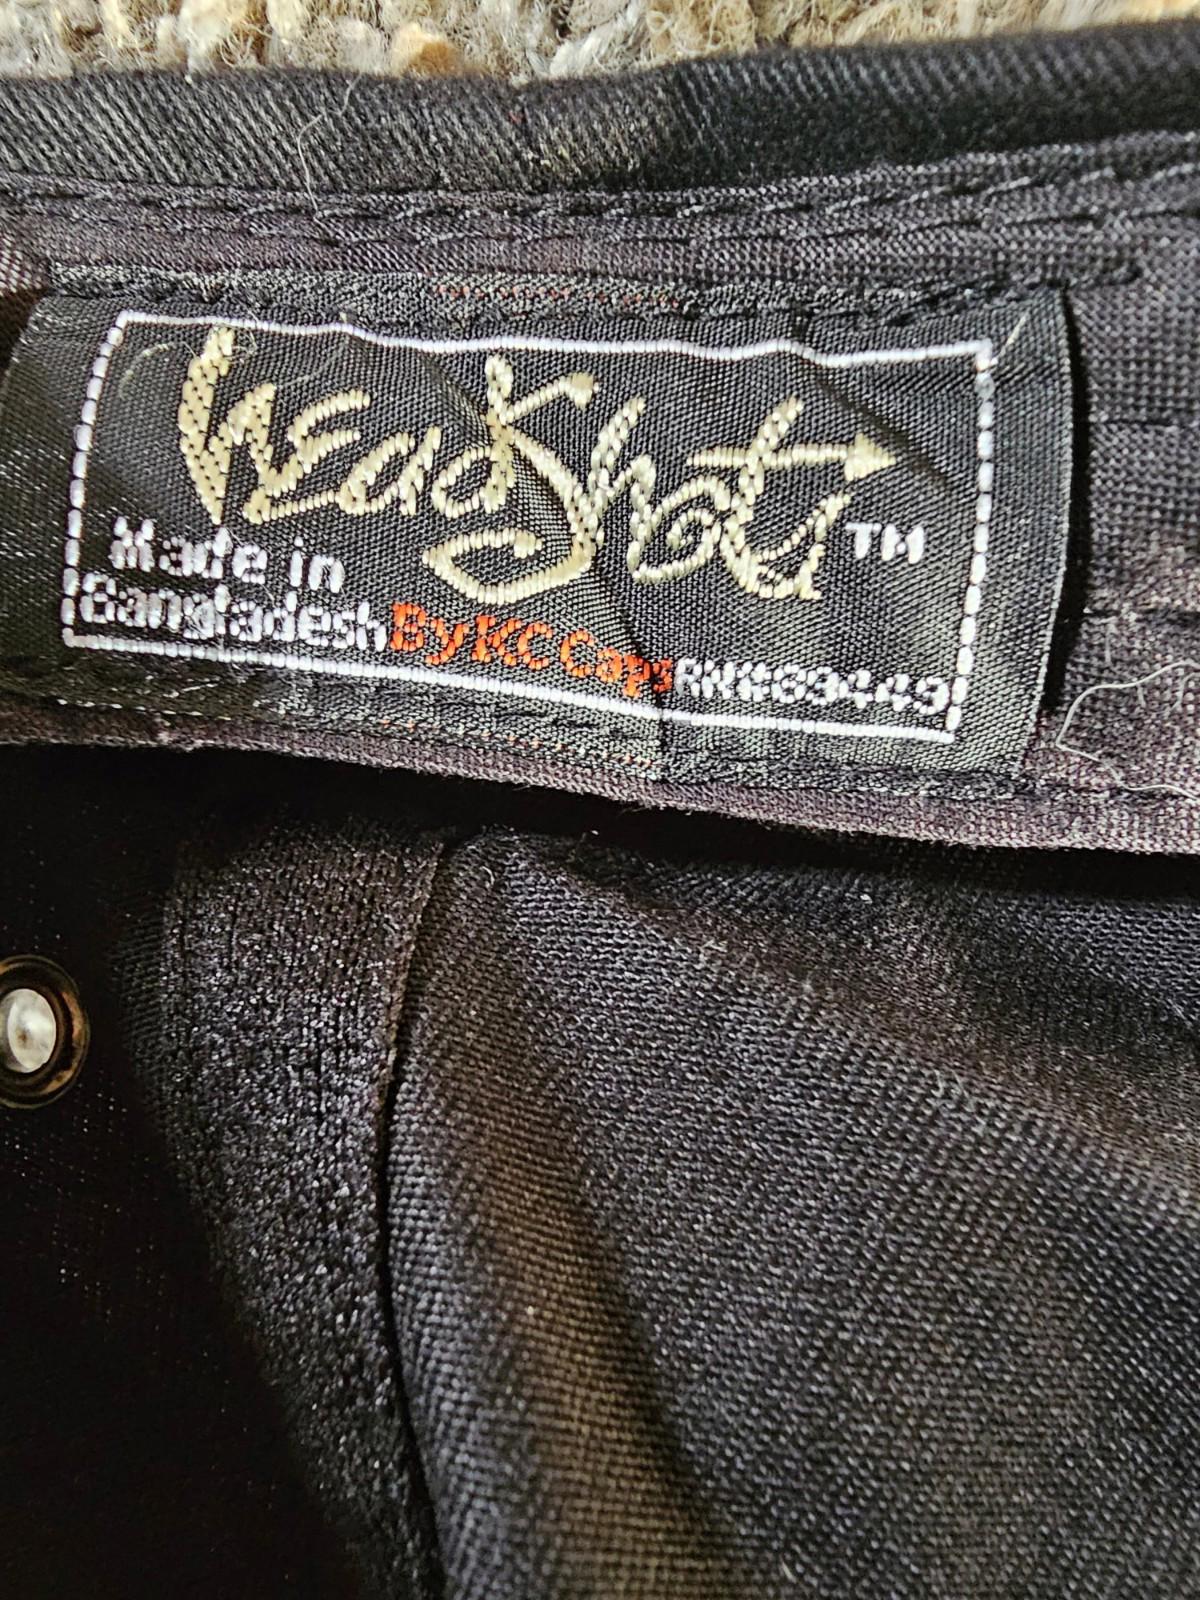 HeadShots TM
Made in
Bangladesh By KC Caps RN#89449